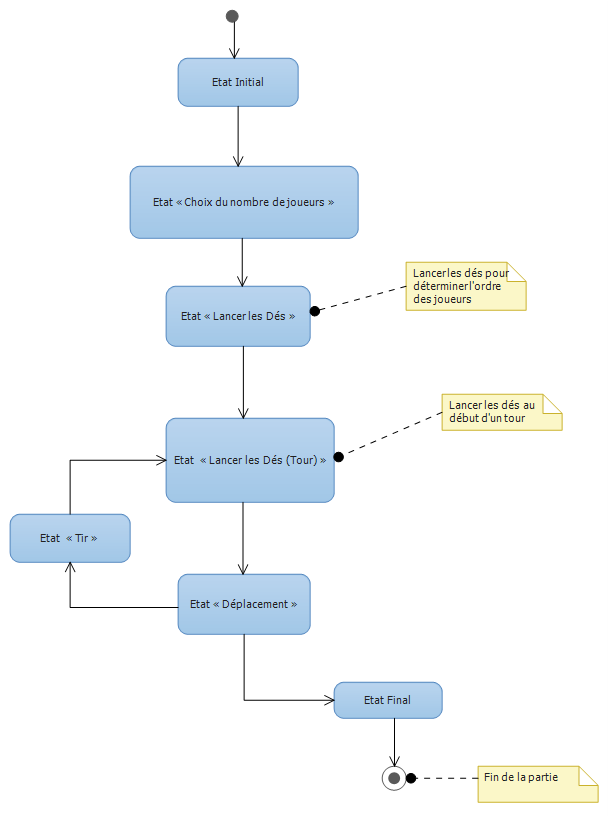 Etat Initial
Etat « Choix du nombre de joueurs »
Lancer les dés pour
déterminer l'ordre
des joueurs
Etat « Lancer les Dés »
Lancer les dés au
début d'un tour
Etat « Lancer les Dés (Tour) »
Etat « Tir »
Etat « Déplacement »
Etat Final
Fin de la partie